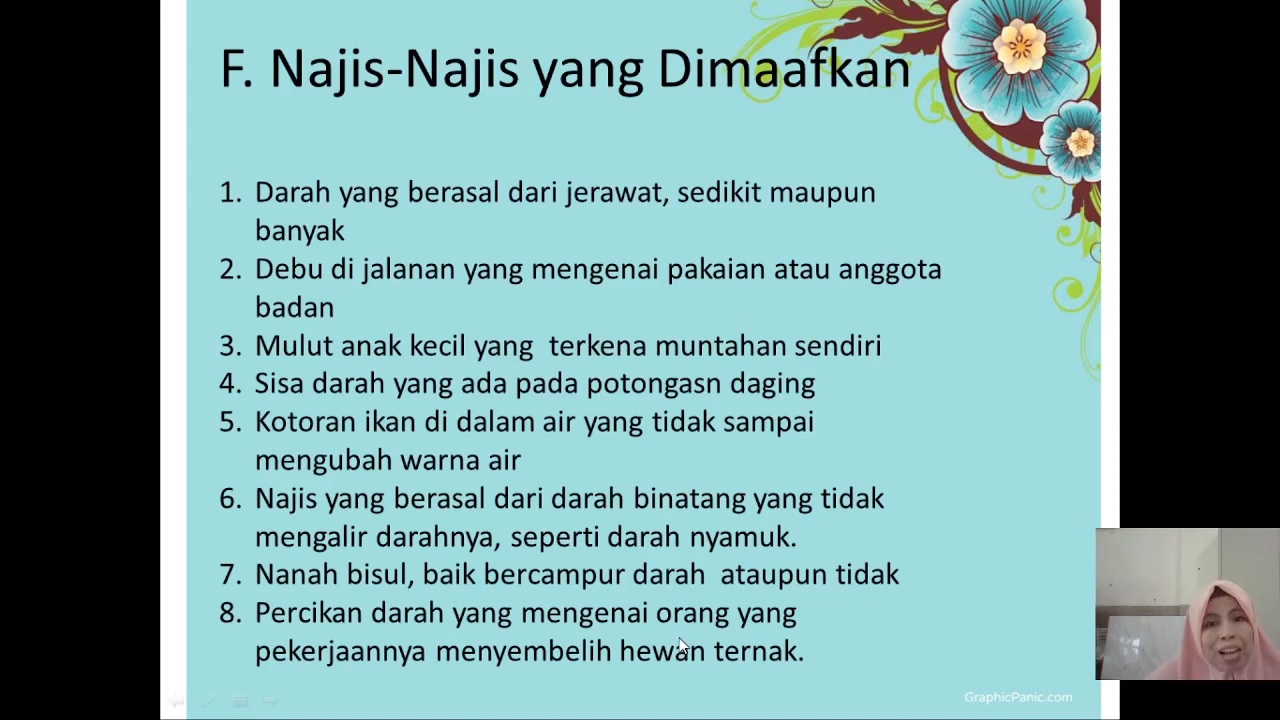 F. Najis-Najis yang Dimaafkan
1. Darah yang berasal dari jerawat, sedikit maupun
banyak
2. Debu di jalanan yang mengenai pakaian atau anggota
badan
3. Mulut anak kecil yang terkena muntahan sendiri
4. Sisa darah yang ada pada potongasn daging
5. Kotoran ikan di dalam air yang tidak sampai
mengubah warna air
6. Najis yang berasal dari darah binatang yang tidak
mengalir darahnya, seperti darah nyamuk.
7. Nanah bisul, baik bercampur darah ataupun tidak
8. Percikan darah yang mengenai orang yang
pekerjaannya menyembelih hewan ternak.
GraphicPanic.com